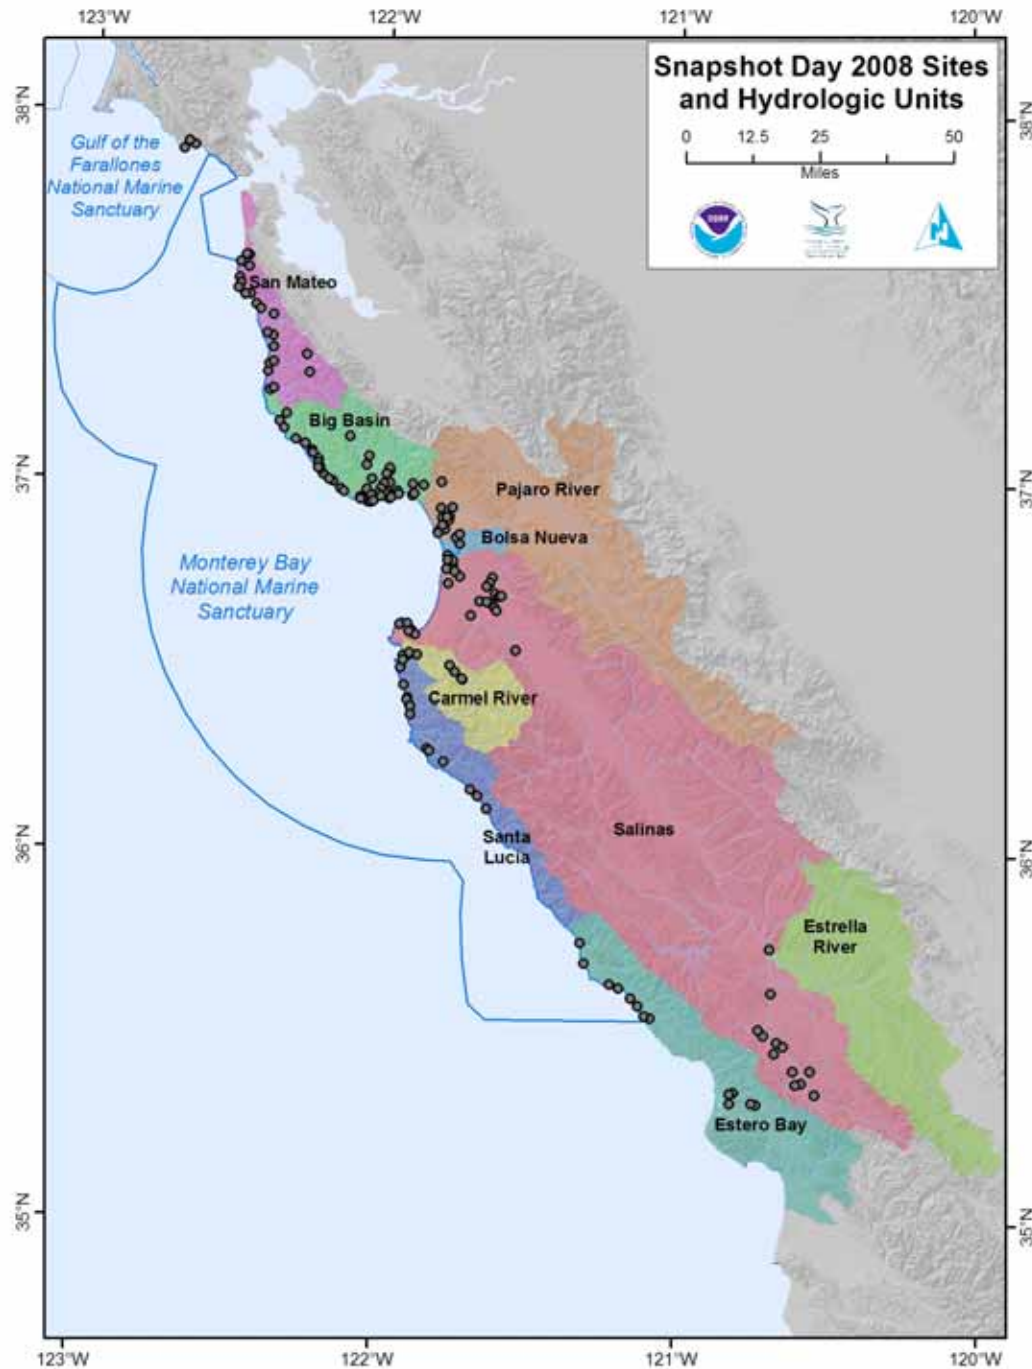 123°W 122°W 121°W 120°W
Snapshot Day 2008 Sites
and Hydrologic Units
0 12.5 25 50
Miles
38°N
38°N
Gulf of the
Farallones
National Marine
Sanctuary
San Mateo
Big Basin
37°N
37°N
Pajaro River
Bolsa Nueva
Monterey Bay
National Marine
Sanctuary
Carmel River
Salinas
36°N
36°N
Santa
Lucia
Estrella
River
Estero Bay
35°N
35°N
123°W 122°W 121°W 120°W